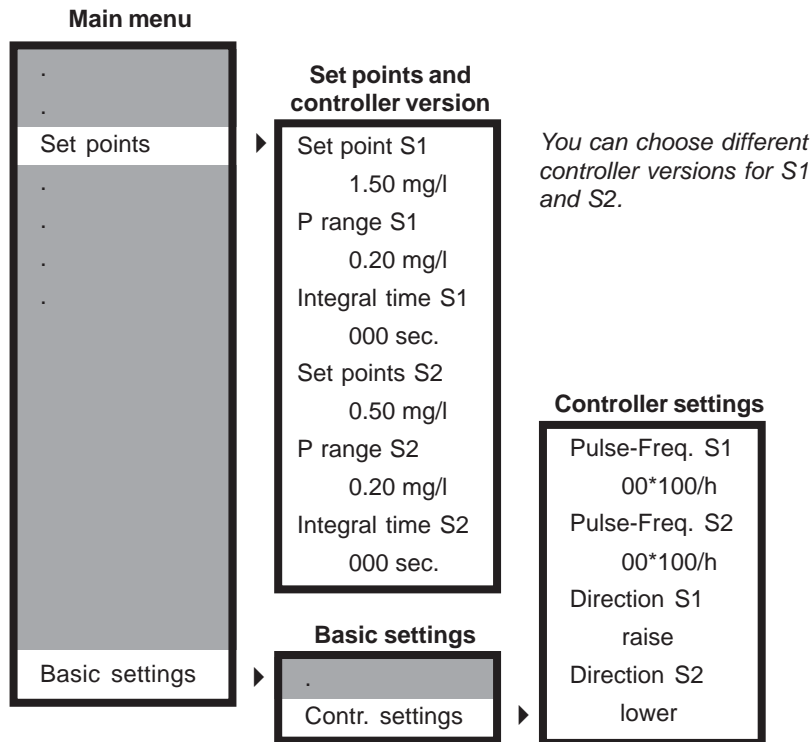 Main menu
.
.
Set points
.
.
.
.
Basic settings
Set points and
controller version
Set point S1
1.50 mg/l
P range S1
0.20 mg/l
Integral time S1
000 sec.
Set points S2
0.50 mg/l
P range S2
0.20 mg/l
Integral time S2
000 sec.
You can choose different
controller versions for S1
and S2.
Basic settings
.
Contr. settings
Controller settings
Pulse-Freq. S1
00*100/h
Pulse-Freq. S2
00*100/h
Direction S1
raise
Direction S2
lower